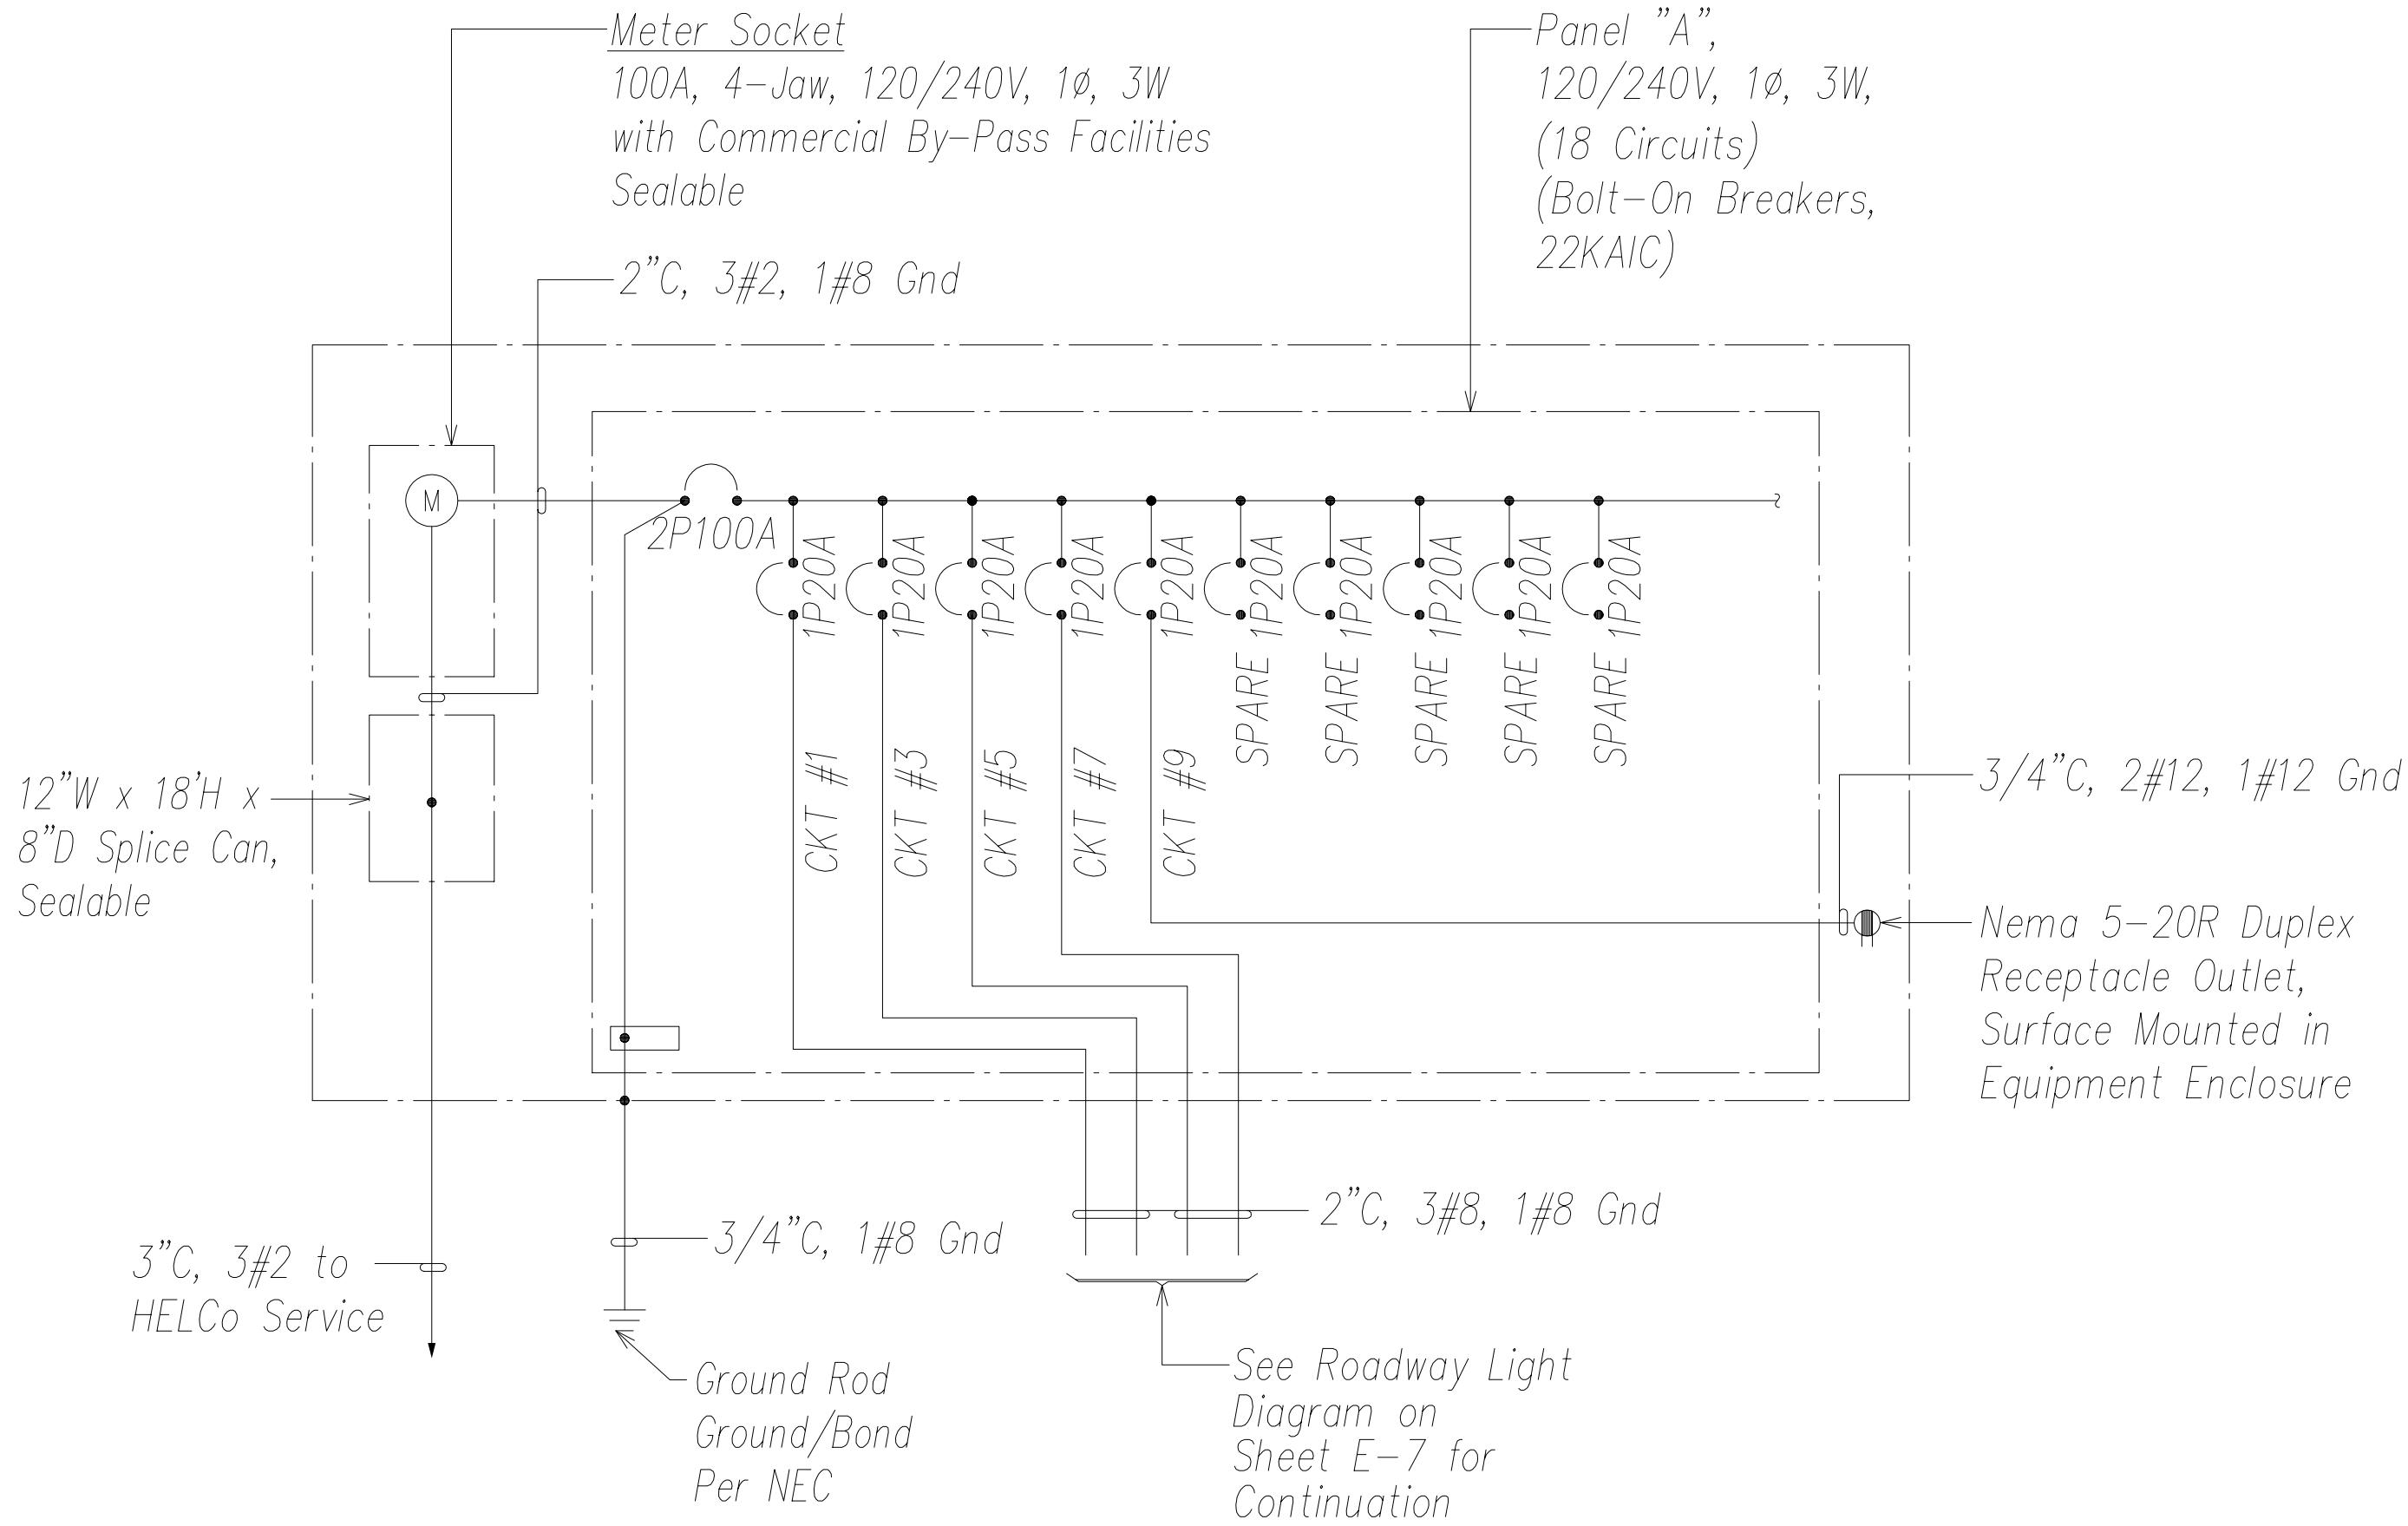 Meter Socket
100A, 4-Jaw, 120/240V, 1ø, 3W
with Commercial By-Pass Facilities
Sealable
Panel "A",
120/240V, 1ø, 3W,
(18 Circuits)
(Bolt-On Breakers,
22KAIC)
2"C, 3#2, 1#8 Gnd
M
2P100A
1P20A
1P20A
1P20A
1P20A
1P20A
SPARE 1P20A
SPARE 1P20A
SPARE 1P20A
SPARE 1P20A
SPARE 1P20A
CKT #1
CKT #3
CKT #5
CKT #7
CKT #9
12"W x 18'H x
8"D Splice Can,
Sealable
3/4"C, 2#12, 1#12 Gnd
Nema 5-20R Duplex
Receptacle Outlet,
Surface Mounted in
Equipment Enclosure
2"C, 3#8, 1#8 Gnd
3/4"C, 1#8 Gnd
3"C, 3#2 to
HELCo Service
Ground Rod
Ground/Bond
Per NEC
See Roadway Light
Diagram on
Sheet E-7 for
Continuation